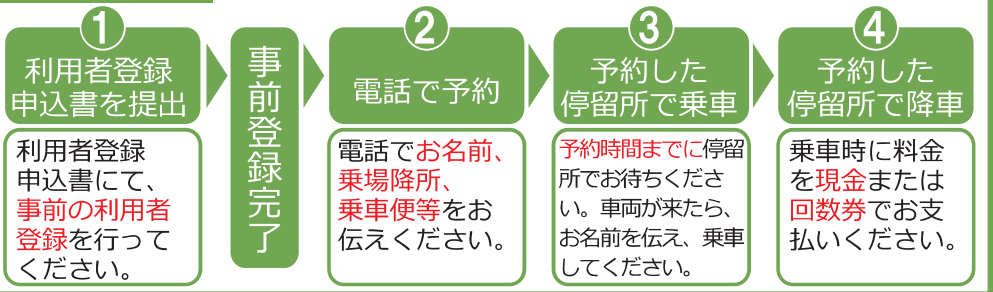 1
利用者登録
申込書を提出
利用者登録
申込書にて、
事前の利用者
登録を行って
ください。
事前登録完了
2
電話で予約
電話でお名前、
乗場降所、
乗車便等をお
伝えください。
3
予約した
停留所で乗車
予約時間までに停留
所でお待ちくださ
い。車両が来たら、
お名前を伝え、乗車
してください。
4
予約した
停留所で降車
乗車時に料金
を現金または
回数券でお支
払いください。